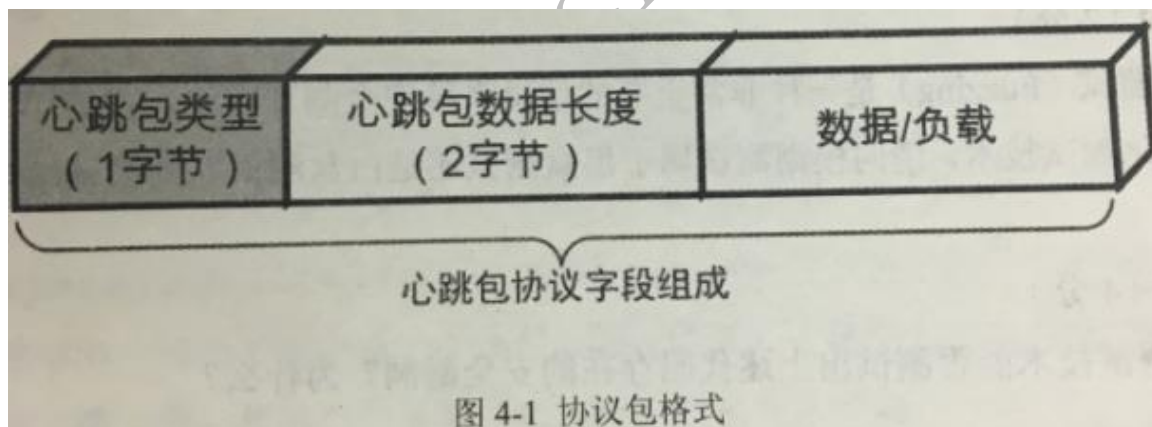 心跳包类型
（1字节）
心跳包数据长度
（2字节）
数据/负载
心跳包协议字段组成
图 4-1 协议包格式